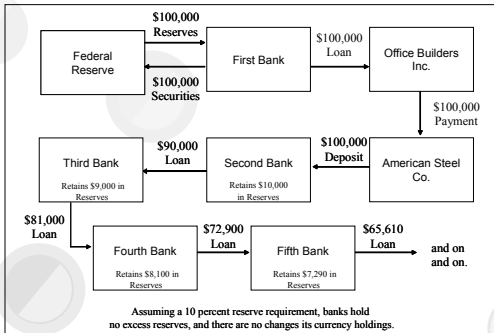 $100,000
Reserves
Federal
Reserve
First Bank
$100,000
Securities
$100,000
Loan
Office Builders
Inc.
$100,000
Payment
American Steel
Co.
$100,000
Deposit
Second Bank
Retains $10,000
in Reserves
$90,000
Loan
Third Bank
Retains $9,000 in
Reserves
$81,000
Loan
Fourth Bank
Retains $8,100 in
Reserves
$72,900
Loan
Fifth Bank
Retains $7,290 in
Reserves
$65,610
Loan
and on
and on.
Assuming a 10 percent reserve requirement, banks hold
no excess reserves, and there are no changes its currency holdings.